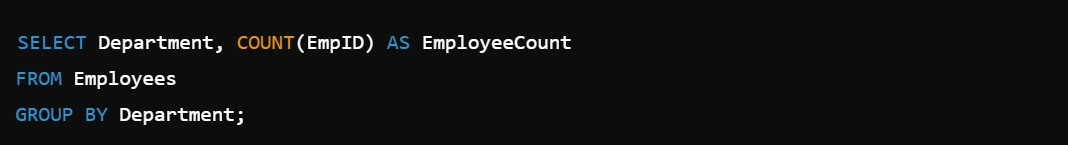 SELECT Department, COUNT(EmpID) AS EmployeeCount
FROM Employees
GROUP BY Department;